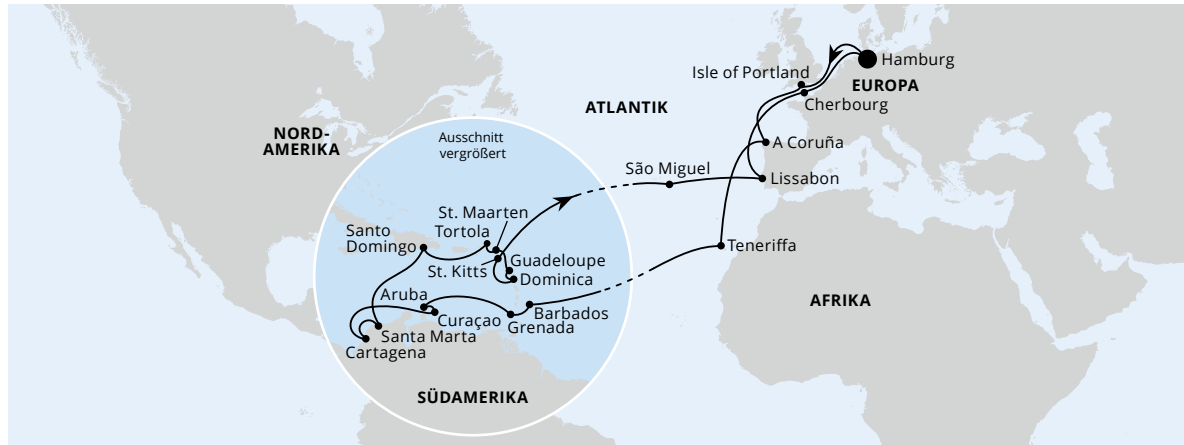 Hamburg
Isle of Portland
EUROPA
Cherbourg
ATLANTIK
NORD-
AMERIKA
Ausschnitt
vergrößert
A Coruña
São Miguel
Lissabon
St. Maarten
Tortola
Santo
Domingo
Teneriffa
Guadeloupe
St. Kitts
Dominica
Aruba
Barbados
AFRIKA
Curaçao
Grenada
Santa Marta
Cartagena
SÜDAMERIKA